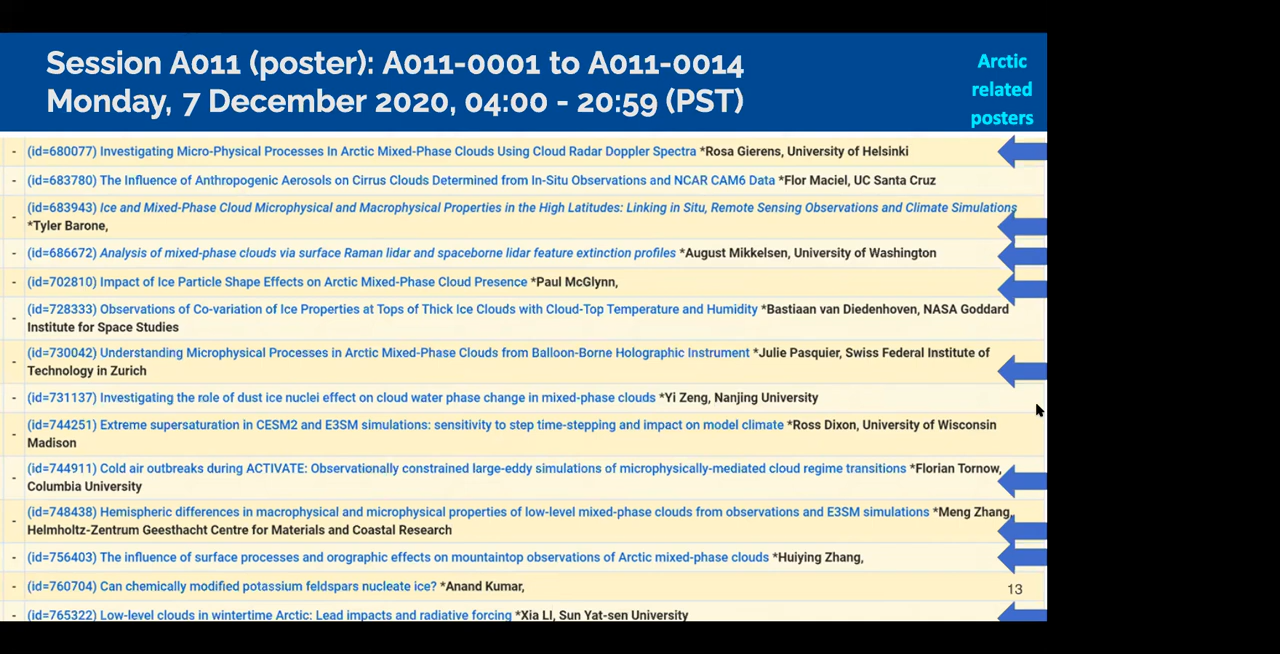 Session A011 (poster): A011-0001 to A011-0014
Monday, 7 December 2020, 04:00 - 20:59 (PST)
Arctic
related
posters
- (id=680077) Investigating Micro-Physical Processes In Arctic Mixed-Phase Clouds Using Cloud Radar Doppler Spectra *Rosa Gierens, University of Helsinki
- (id=683780) The Influence of Anthropogenic Aerosols on Cirrus Clouds Determined from In-Situ Observations and NCAR CAM6 Data *Flor Maciel, UC Santa Cruz
- (id=683943) Ice and Mixed-Phase Cloud Microphysical and Macrophysical Properties in the High Latitudes: Linking in Situ, Remote Sensing Observations and Climate Simulations
*Tyler Barone,
- (id=686672) Analysis of mixed-phase clouds via surface Raman lidar and spaceborne lidar feature extinction profiles *August Mikkelsen, University of Washington
- (id=702810) Impact of Ice Particle Shape Effects on Arctic Mixed-Phase Cloud Presence *Paul McGlynn,
- (id=728333) Observations of Co-variation of Ice Properties at Tops of Thick Ice Clouds with Cloud-Top Temperature and Humidity *Bastiaan van Diedenhoven, NASA Goddard
Institute for Space Studies
- (id=730042) Understanding Microphysical Processes in Arctic Mixed-Phase Clouds from Balloon-Borne Holographic Instrument *Julie Pasquier, Swiss Federal Institute of
Technology in Zurich
- (id=731137) Investigating the role of dust ice nuclei effect on cloud water phase change in mixed-phase clouds *Yi Zeng, Nanjing University
- (id=744251) Extreme supersaturation in CESM2 and E3SM simulations: sensitivity to step time-stepping and impact on model climate *Ross Dixon, University of Wisconsin
Madison
- (id=744911) Cold air outbreaks during ACTIVATE: Observationally constrained large-eddy simulations of microphysically-mediated cloud regime transitions *Florian Tornow,
Columbia University
- (id=748438) Hemispheric differences in macrophysical and microphysical properties of low-level mixed-phase clouds from observations and E3SM simulations *Meng Zhang,
Helmholtz-Zentrum Geesthacht Centre for Materials and Coastal Research
- (id=756403) The influence of surface processes and orographic effects on mountaintop observations of Arctic mixed-phase clouds *Huiying Zhang,
- (id=760704) Can chemically modified potassium feldspars nucleate ice? *Anand Kumar,
- (id=765322) Low-level clouds in wintertime Arctic: Lead impacts and radiative forcing *Xia LI, Sun Yat-sen University
13